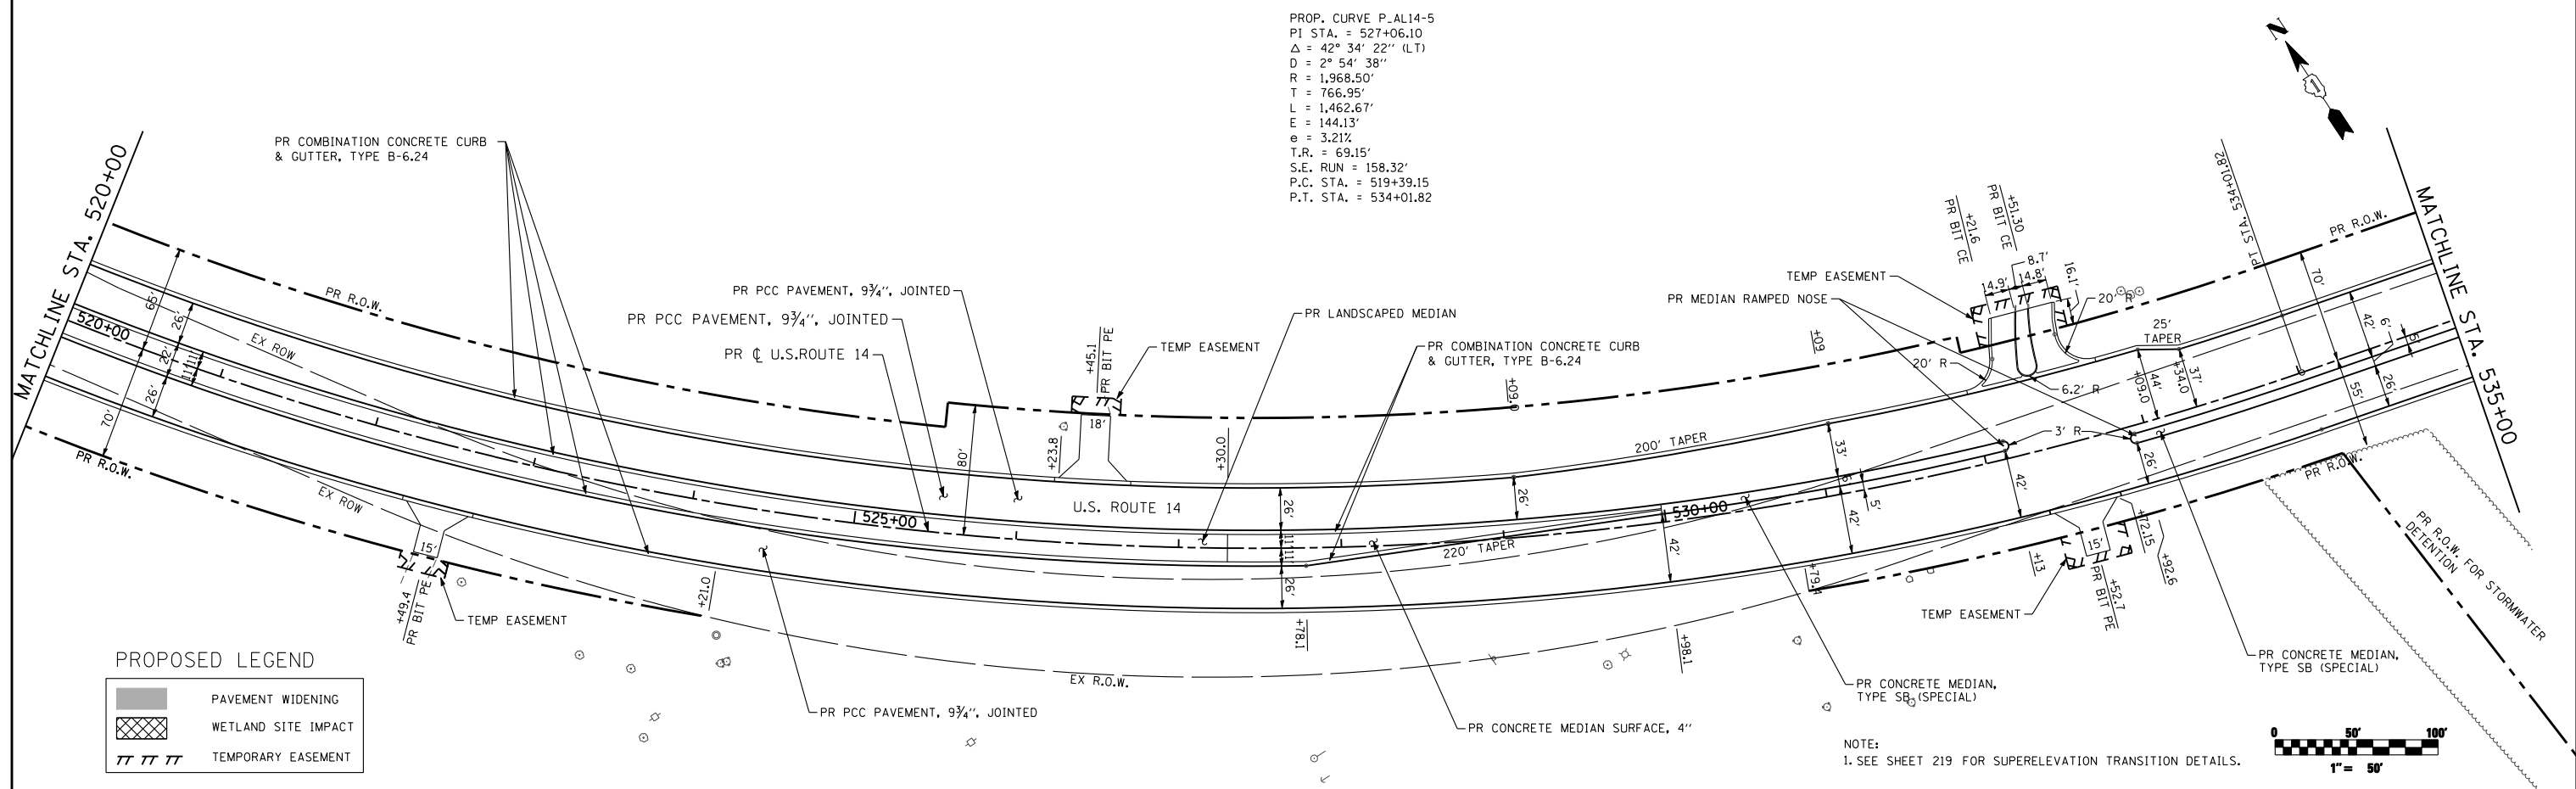 PROP. CURVE P_AL14-5
PI STA. = 527+06.10
Δ = 42° 34' 22" (LT)
D = 2° 54' 38"
R = 1,968.50'
T = 766.95'
L = 1,462.67'
E = 144.13'
e = 3.21%
T.R. = 69.15'
S.E. RUN = 158.32'
P.C. STA. = 519+39.15
P.T. STA. = 534+01.82
N
MATCHLINE STA. 520+00
PR COMBINATION CONCRETE CURB
& GUTTER, TYPE B-6.24
PR R.O.W.
65'
26'
520+00
22'
11'
11'
26'
70'
EX ROW
PR R.O.W.
EX ROW
15'
+49.4
PR BIT PE
TEMP EASEMENT
PR PCC PAVEMENT, 9¾", JOINTED
PR PCC PAVEMENT, 9¾", JOINTED
PR ℄ U.S.ROUTE 14
525+00
80'
+21.0
PR PCC PAVEMENT, 9¾", JOINTED
+45.1
PR BIT PE
TEMP EASEMENT
18'
+23.8
+30.0
U.S. ROUTE 14
PR LANDSCAPED MEDIAN
PR COMBINATION CONCRETE CURB
& GUTTER, TYPE B-6.24
26'
11'
11'
26'
+78.1
EX R.O.W.
+09.0
26'
220' TAPER
200' TAPER
530+00
42'
+98.1
PR CONCRETE MEDIAN SURFACE, 4"
+09
33'
5'
42'
+79.4
PR MEDIAN RAMPED NOSE
TEMP EASEMENT
+21.6
PR BIT CE
+51.30
PR BIT CE
8.7'
14.9'
14.8'
16.1'
20' R
20' R
6.2' R
3' R
25'
TAPER
44'
+09.0
37'
+34.0
42'
26'
+13
15'
+72.15
+92.6
+52.7
PR BIT PE
TEMP EASEMENT
PR CONCRETE MEDIAN,
TYPE SB (SPECIAL)
PR CONCRETE MEDIAN,
TYPE SB (SPECIAL)
PT STA. 534+01.82
PR R.O.W.
70'
42'
6'
26'
55'
PR R.O.W.
MATCHLINE STA. 535+00
PR R.O.W. FOR STORMWATER
DETENTION
PROPOSED LEGEND
PAVEMENT WIDENING
WETLAND SITE IMPACT
TEMPORARY EASEMENT
NOTE:
1. SEE SHEET 219 FOR SUPERELEVATION TRANSITION DETAILS.
0 50' 100'
1" = 50'